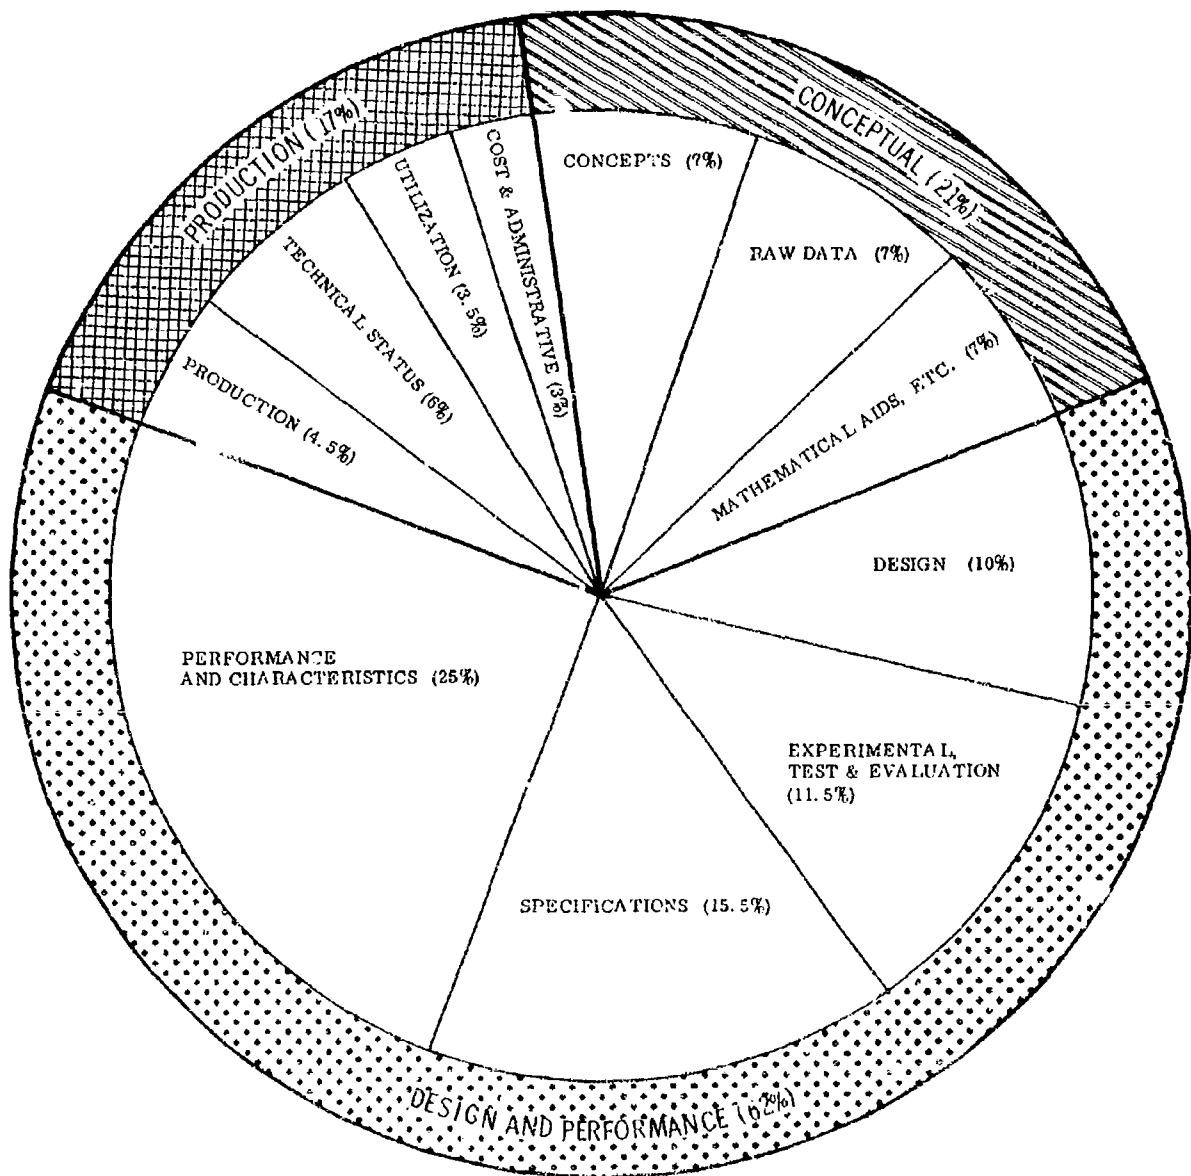 CONCEPTUAL (21%)
CONCEPTS (7%)
RAW DATA (7%)
MATHEMATICAL AIDS, ETC. (7%)
DESIGN AND PERFORMANCE (62%)
DESIGN (10%)
EXPERIMENTAL,
TEST & EVALUATION
(11.5%)
SPECIFICATIONS (15.5%)
PERFORMANCE
AND CHARACTERISTICS (25%)
PRODUCTION (17%)
PRODUCTION (4.5%)
TECHNICAL STATUS (6%)
UTILIZATION (3.5%)
COST & ADMINISTRATIVE (3%)